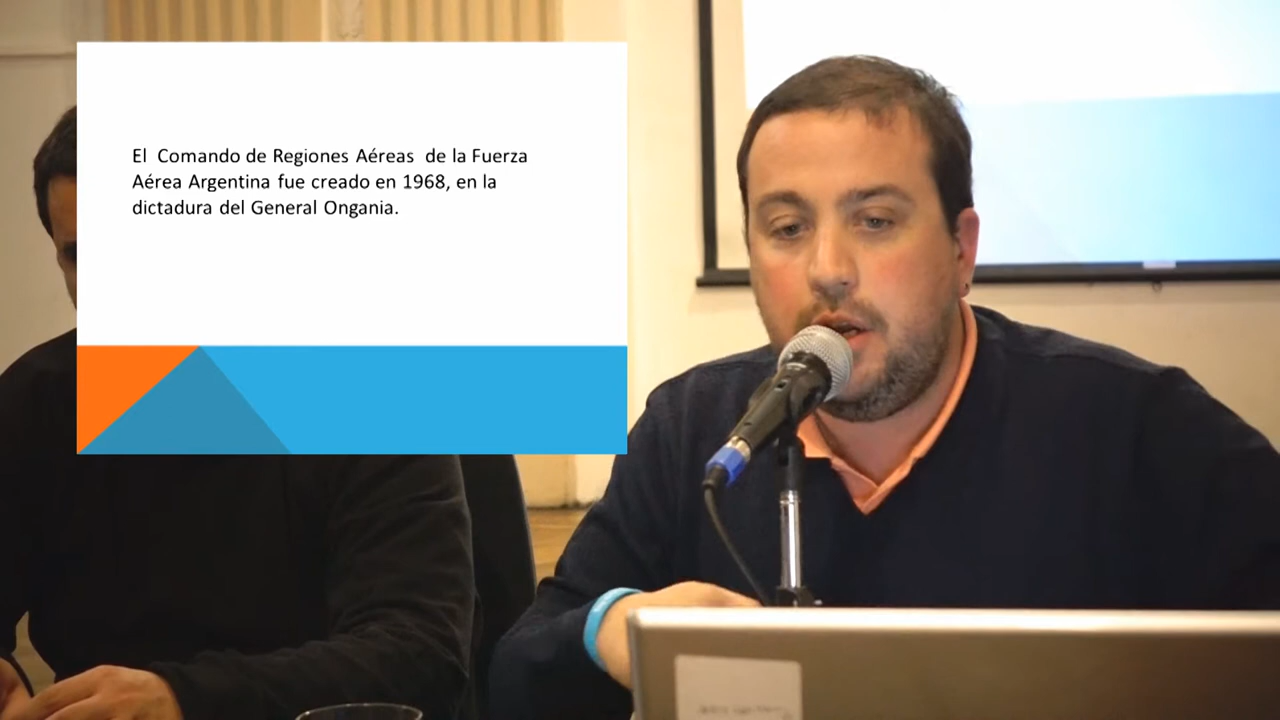 El  Comando de Regiones Aéreas  de la Fuerza
Aérea Argentina fue creado en 1968, en la
dictadura del General Ongania.